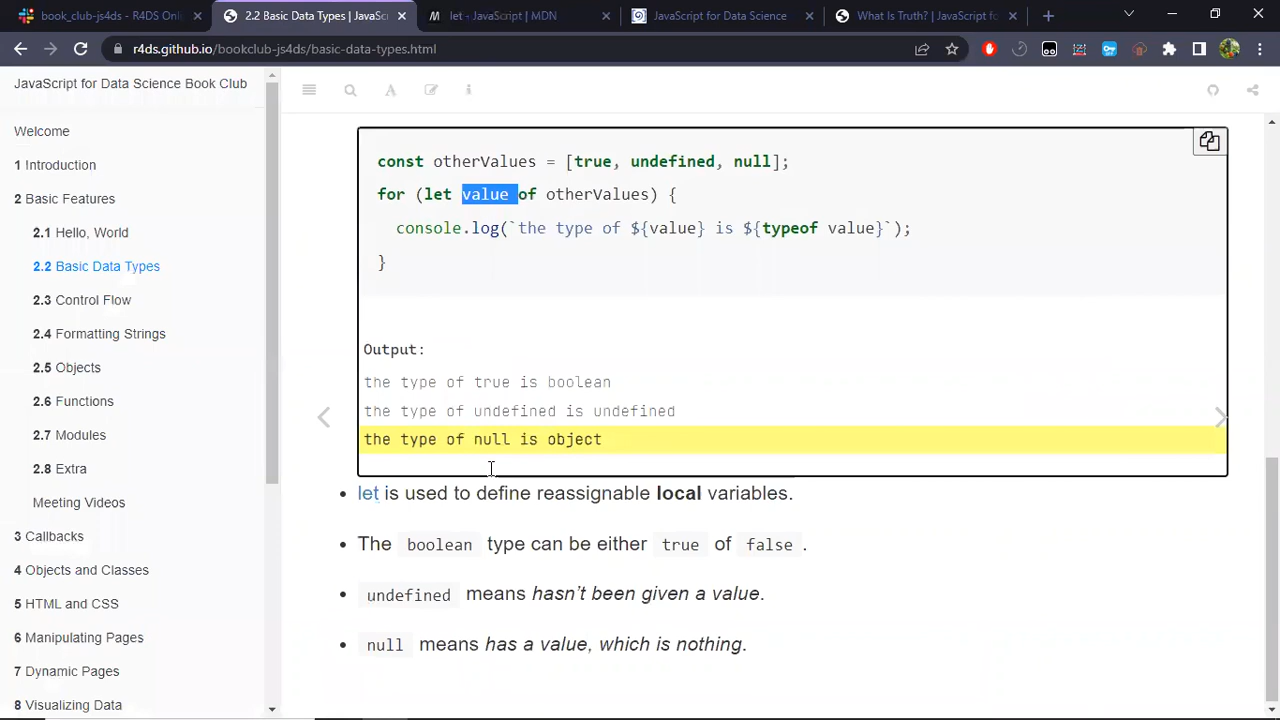 book_club-js4ds - R4DS Onl
2.2 Basic Data Types | JavaSc
let - JavaScript | MDN
JavaScript for Data Science
What Is Truth? | JavaScript fo
r4ds.github.io/bookclub-js4ds/basic-data-types.html
JavaScript for Data Science Book Club
Welcome
1 Introduction
2 Basic Features
2.1 Hello, World
2.2 Basic Data Types
2.3 Control Flow
2.4 Formatting Strings
2.5 Objects
2.6 Functions
2.7 Modules
2.8 Extra
Meeting Videos
3 Callbacks
4 Objects and Classes
5 HTML and CSS
6 Manipulating Pages
7 Dynamic Pages
8 Visualizing Data
const otherValues = [true, undefined, null];
for (let value of otherValues) {
console.log(`the type of ${value} is ${typeof value}`);
}
Output:
the type of true is boolean
the type of undefined is undefined
the type of null is object
• let is used to define reassignable local variables.
• The boolean type can be either true of false.
• undefined means hasn't been given a value.
• null means has a value, which is nothing.